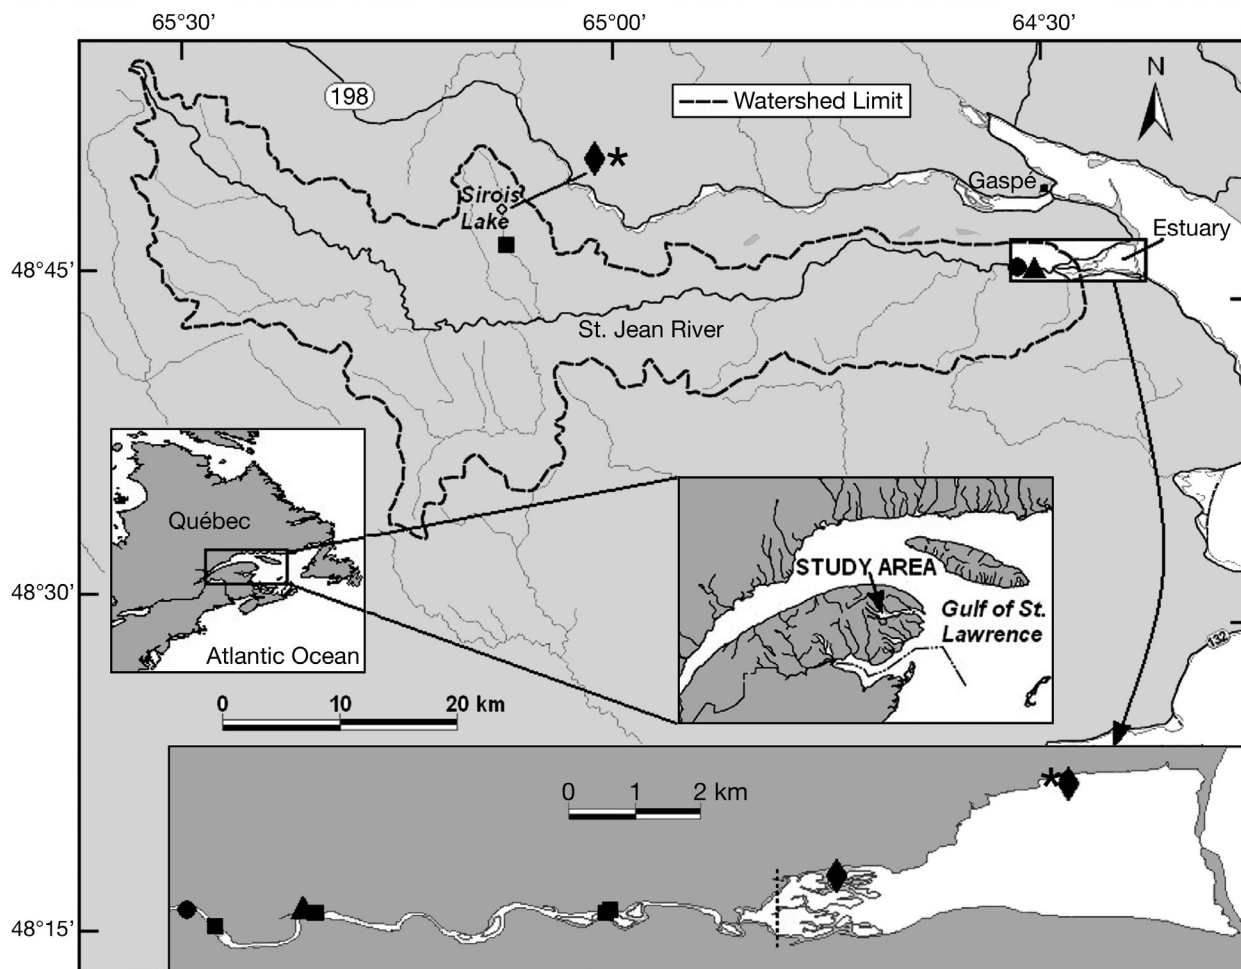 65°30’
65°00’
64°30’
198
Watershed Limit
N
*
Sirois
Lake
Gaspé
Estuary
48°45’
St. Jean River
Québec
Atlantic Ocean
STUDY AREA
Gulf of St.
Lawrence
48°30’
132
0 10 20 km
0 1 2 km
*
48°15’